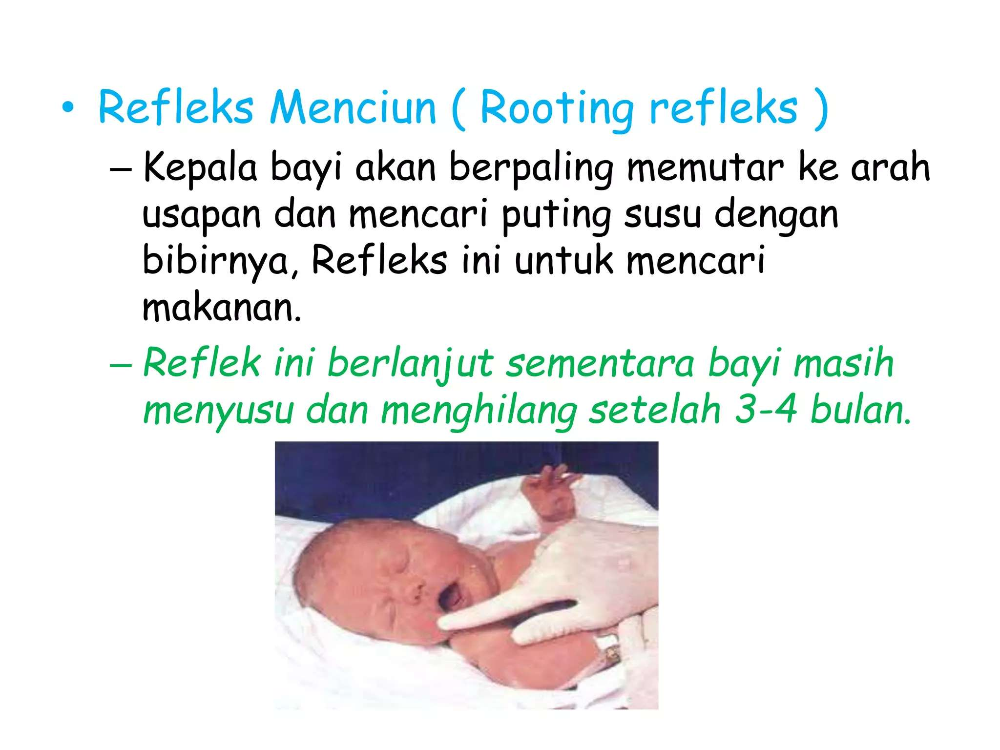 • Refleks Menciun ( Rooting refleks )
– Kepala bayi akan berpaling memutar ke arah
usapan dan mencari puting susu dengan
bibirnya, Refleks ini untuk mencari
makanan.
– Reflek ini berlanjut sementara bayi masih
menyusu dan menghilang setelah 3-4 bulan.